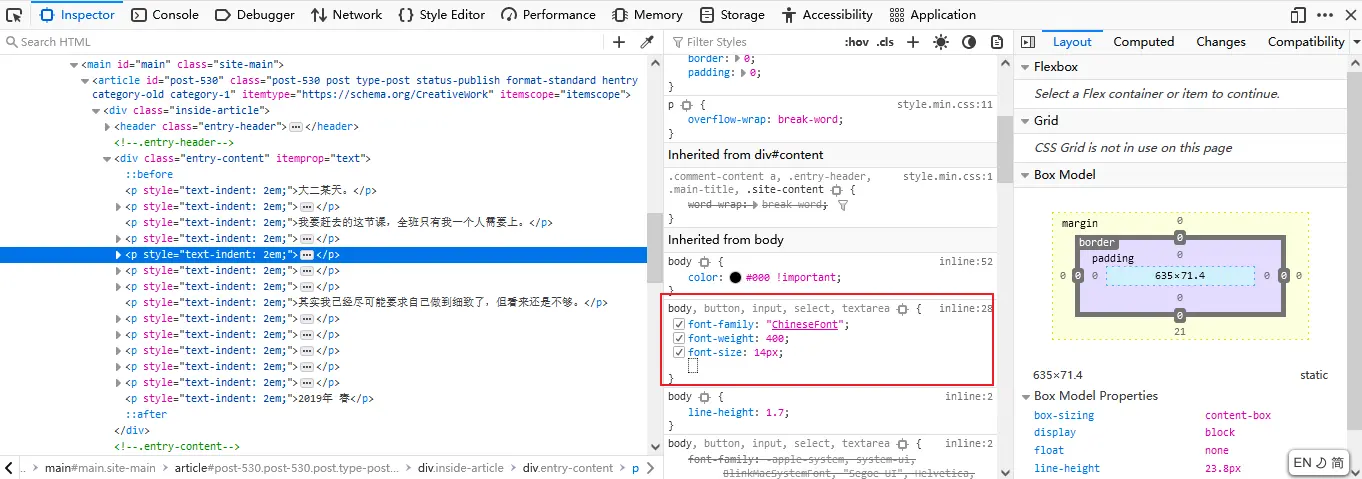 Inspector Console Debugger Network Style Editor Performance Memory Storage Accessibility Application
Search HTML
<main id="main" class="site-main">
<article id="post-530" class="post-530 post type-post status-publish format-standard hentry
category-old category-1" itemtype="https://schema.org/CreativeWork" itemscope="itemscope">
<div class="inside-article">
<header class="entry-header"> ••• </header>
<!--.entry-header-->
<div class="entry-content" itemprop="text">
::before
<p style="text-indent: 2em;">大二某天。</p>
<p style="text-indent: 2em;"> ••• </p>
<p style="text-indent: 2em;">我要赶去的这节课，全班只有我一个人需要上。</p>
<p style="text-indent: 2em;"> ••• </p>
<p style="text-indent: 2em;"> ••• </p>
<p style="text-indent: 2em;"> ••• </p>
<p style="text-indent: 2em;"> ••• </p>
<p style="text-indent: 2em;">其实我已经尽可能要求自己做到细致了，但看来还是不够。</p>
<p style="text-indent: 2em;"> ••• </p>
<p style="text-indent: 2em;"> ••• </p>
<p style="text-indent: 2em;"> ••• </p>
<p style="text-indent: 2em;"> ••• </p>
<p style="text-indent: 2em;"> ••• </p>
<p style="text-indent: 2em;">2019年 春</p>
::after
</div>
<!--.entry-content-->
.. main#main.site-main article#post-530.post-530.post.type-post... div.inside-article div.entry-content p
Filter Styles :hov .cls
border: 0;
padding: 0;
}
p { style.min.css:11
overflow-wrap: break-word;
}
Inherited from div#content
.comment-content a, .entry-header, style.min.css:1
.main-title, .site-content {
word-wrap: break-word;
}
Inherited from body
body { inline:52
color: #000 !important;
}
body, button, input, select, textarea { inline:28
font-family: "ChineseFont";
font-weight: 400;
font-size: 14px;
}
body { inline:2
line-height: 1.7;
}
body, button, input, select, textarea { inline:2
font-family: -apple-system, system-ui,
BlinkMacSystemFont, "Segoe UI", Helvetica,
Layout Computed Changes Compatibility
Flexbox
Select a Flex container or item to continue.
Grid
CSS Grid is not in use on this page
Box Model
margin 0
border 0
padding 0
0 0 0 635×71.4 0 0 0
0
0
21
635×71.4 static
Box Model Properties
box-sizing content-box
display block
float none
line-height 23.8px
EN 简